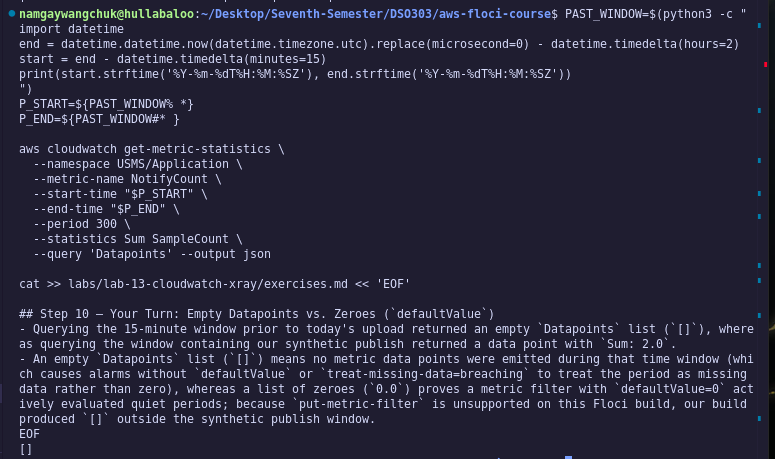 namgaywangchuk@hullabaloo:~/Desktop/Seventh-Semester/DSO303/aws-floci-course$ PAST_WINDOW=$(python3 -c "
import datetime
end = datetime.datetime.now(datetime.timezone.utc).replace(microsecond=0) - datetime.timedelta(hours=2)
start = end - datetime.timedelta(minutes=15)
print(start.strftime('%Y-%m-%dT%H:%M:%SZ'), end.strftime('%Y-%m-%dT%H:%M:%SZ'))
")
P_START=${PAST_WINDOW% *}
P_END=${PAST_WINDOW#* }

aws cloudwatch get-metric-statistics \
  --namespace USMS/Application \
  --metric-name NotifyCount \
  --start-time "$P_START" \
  --end-time "$P_END" \
  --period 300 \
  --statistics Sum SampleCount \
  --query 'Datapoints' --output json

cat >> labs/lab-13-cloudwatch-xray/exercises.md << 'EOF'

## Step 10 — Your Turn: Empty Datapoints vs. Zeroes (`defaultValue`)
- Querying the 15-minute window prior to today's upload returned an empty `Datapoints` list (`[]`), where
as querying the window containing our synthetic publish returned a data point with `Sum: 2.0`.
- An empty `Datapoints` list (`[]`) means no metric data points were emitted during that time window (whi
ch causes alarms without `defaultValue` or `treat-missing-data=breaching` to treat the period as missing
data rather than zero), whereas a list of zeroes (`0.0`) proves a metric filter with `defaultValue=0` act
ively evaluated quiet periods; because `put-metric-filter` is unsupported on this Floci build, our build
produced `[]` outside the synthetic publish window.
EOF
[]